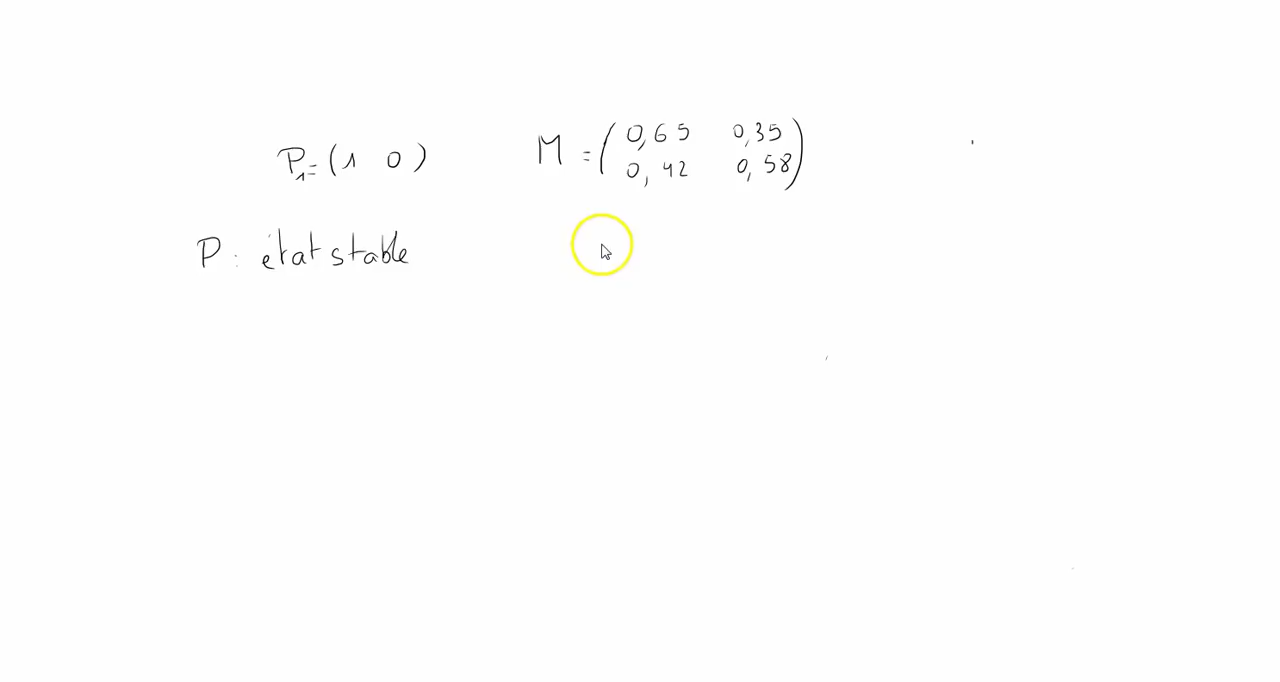 P₁ = (1 0) M = (0,65 0,35
0,42 0,58)
P : état stable